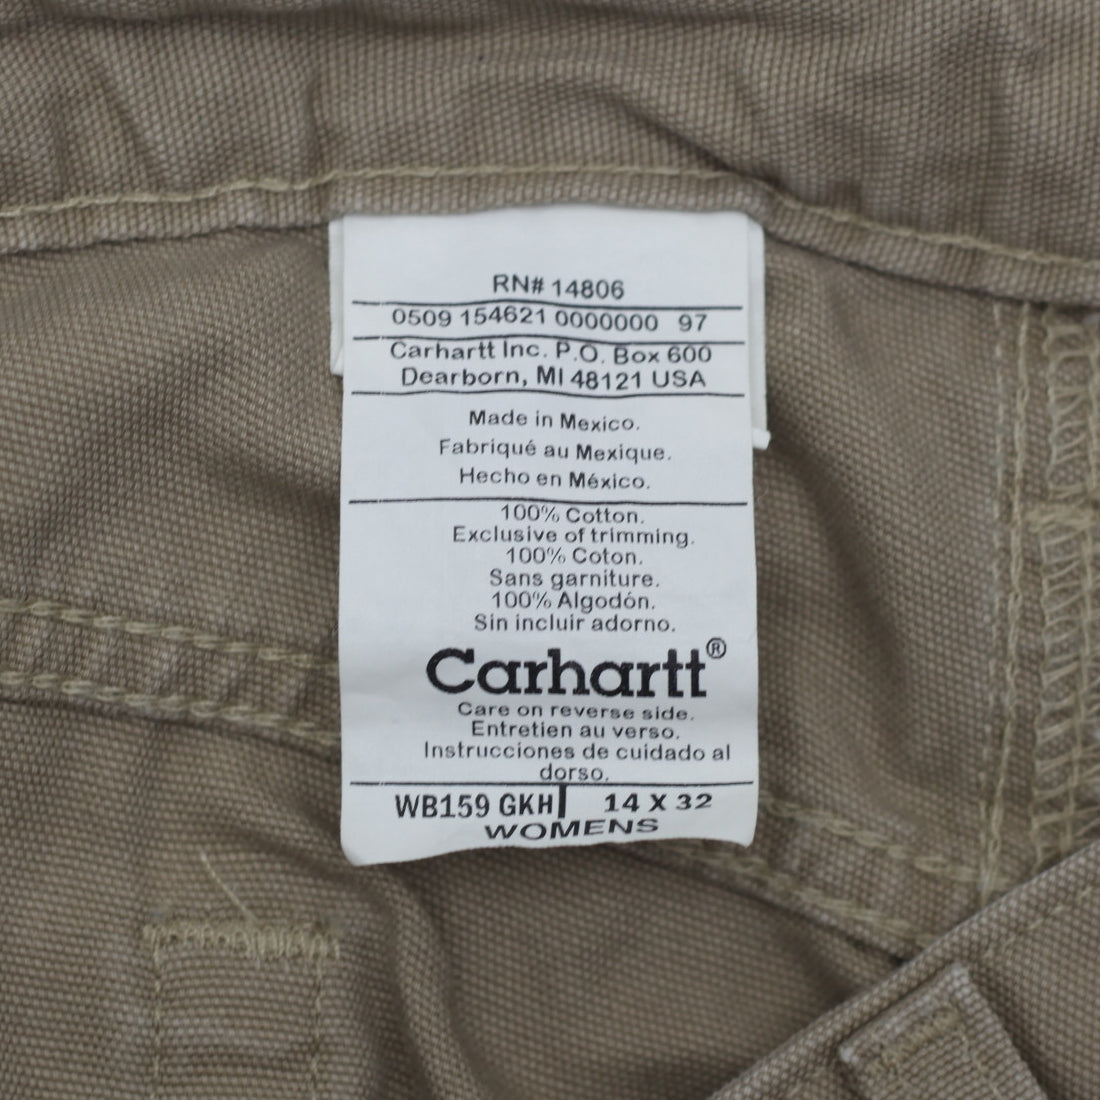 RN# 14806
0509 154621 0000000 97
Carhartt Inc. P.O. Box 600
Dearborn, MI 48121 USA
Made in Mexico.
Fabriqué au Mexique.
Hecho en México.
100% Cotton.
Exclusive of trimming.
100% Coton.
Sans garniture.
100% Algodón.
Sin incluir adorno.
Carhartt®
Care on reverse side.
Entretien au verso.
Instrucciones de cuidado al
dorso.
WB159 GKH 14 X 32
WOMENS